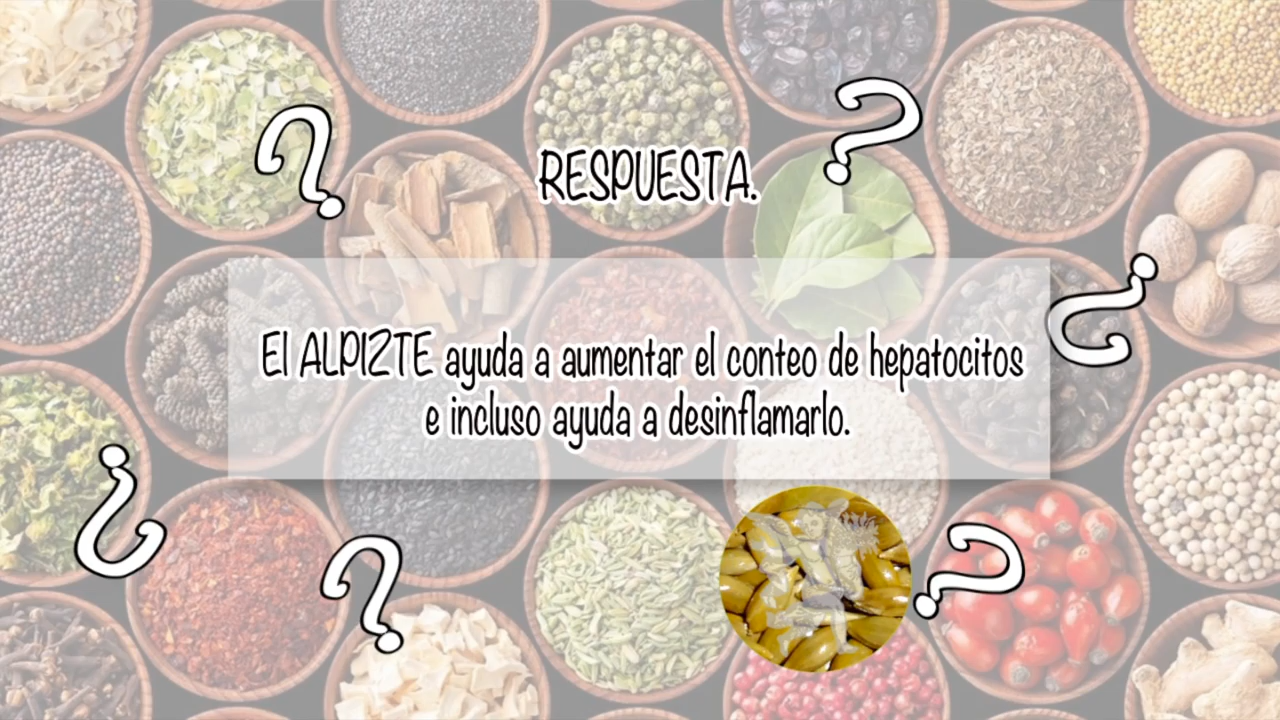 RESPUESTA.
El ALPIZTE ayuda a aumentar el conteo de hepatocitos
e incluso ayuda a desinflamarlo.